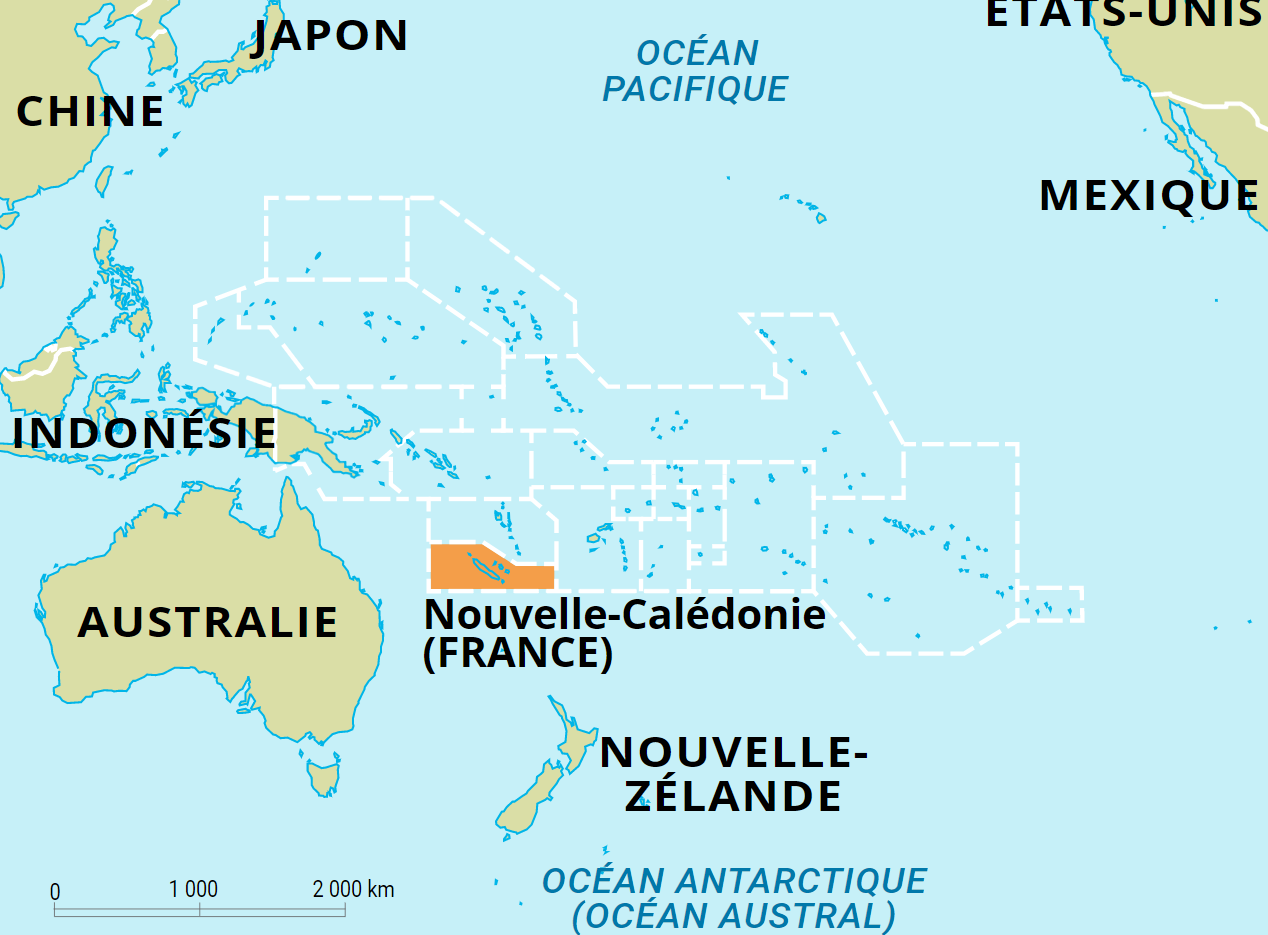 JAPON
ÉTATS-UNIS
OCÉAN
PACIFIQUE
CHINE
MEXIQUE
INDONÉSIE
AUSTRALIE
Nouvelle-Calédonie
(FRANCE)
NOUVELLE-
ZÉLANDE
OCÉAN ANTARCTIQUE
(OCÉAN AUSTRAL)
0 1 000 2 000 km